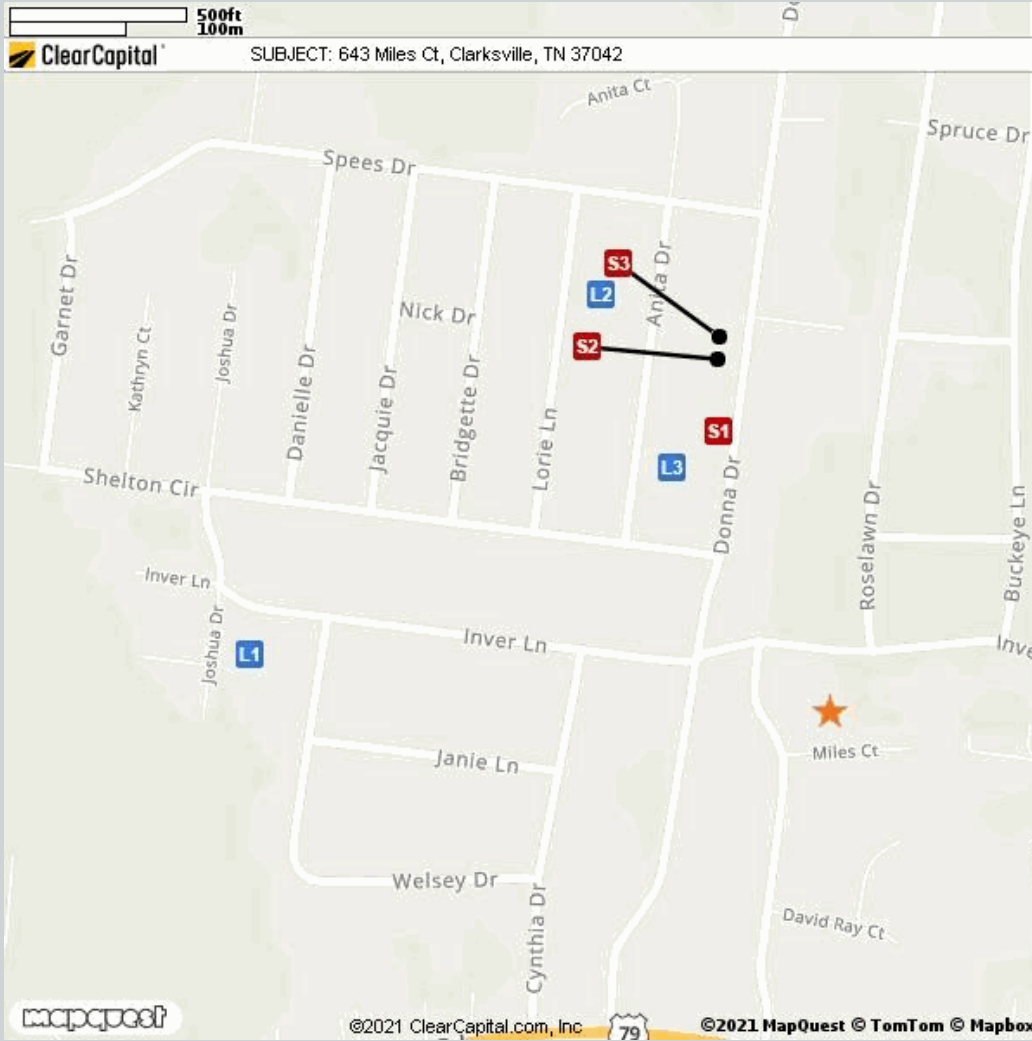 500ft
100m
ClearCapital
SUBJECT: 643 Miles Ct, Clarksville, TN 37042
Anita Ct
Spruce Dr
Spees Dr
S3
L2
Anita Dr
Garnet Dr
Kathryn Ct
Joshua Dr
Nick Dr
S2
Danielle Dr
Jacquie Dr
Bridgette Dr
Lorie Ln
S1
L3
Donna Dr
Roselawn Dr
Buckeye Ln
Shelton Cir
Inver Ln
Inver Ln
Inve
Joshua Dr
L1
Miles Ct
Janie Ln
Welsey Dr
Cynthia Dr
David Ray Ct
mapquest
©2021 ClearCapital.com, Inc
79
©2021 MapQuest © TomTom © Mapbox